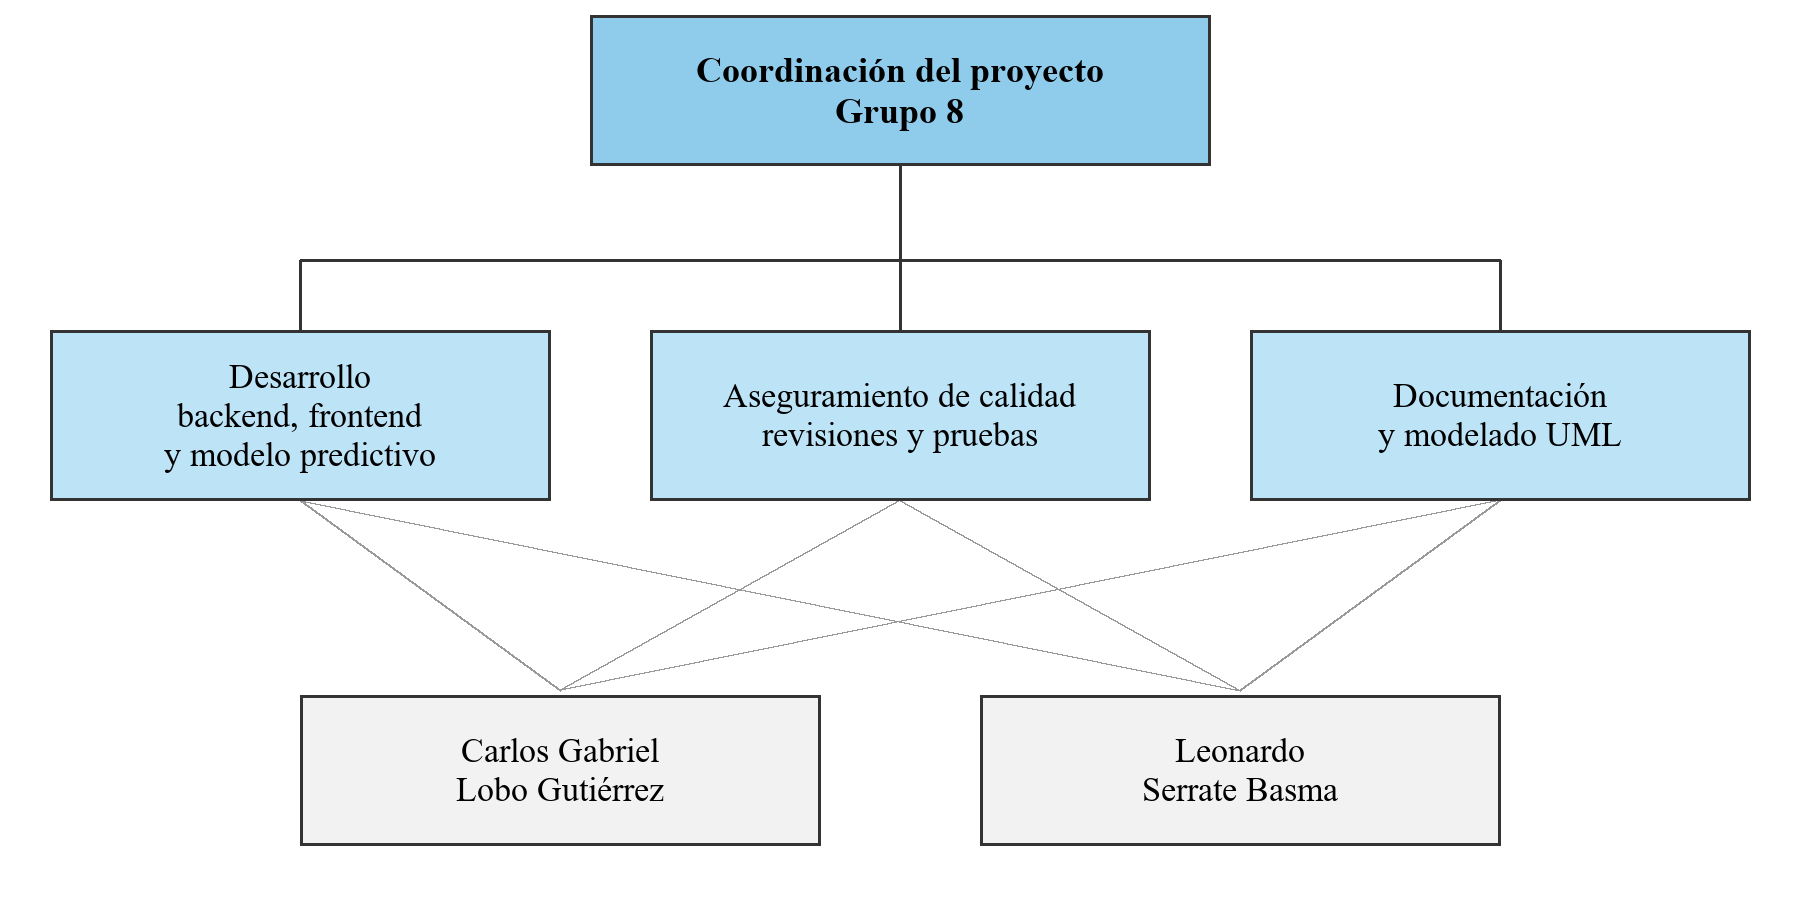 Coordinación del proyecto
Grupo 8
Desarrollo
backend, frontend
y modelo predictivo
Aseguramiento de calidad
revisiones y pruebas
Documentación
y modelado UML
Carlos Gabriel
Lobo Gutiérrez
Leonardo
Serrate Basma